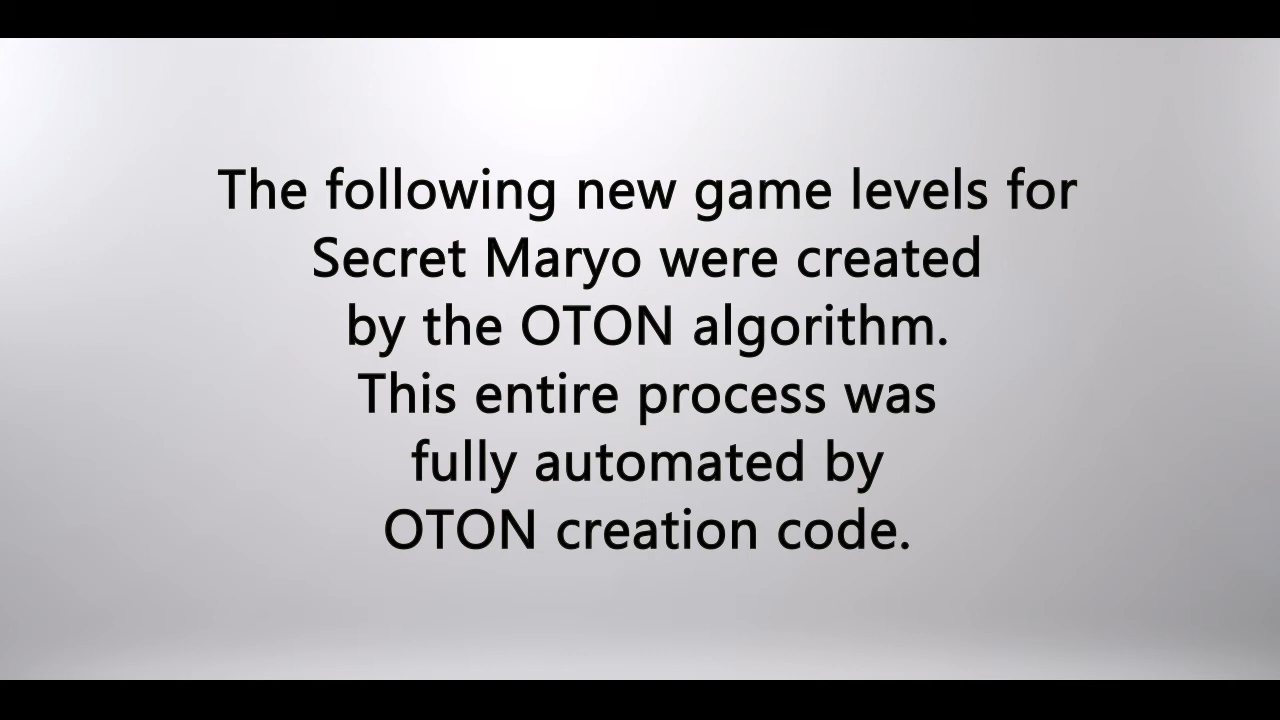 The following new game levels for
Secret Maryo were created
by the OTON algorithm.
This entire process was
fully automated by
OTON creation code.